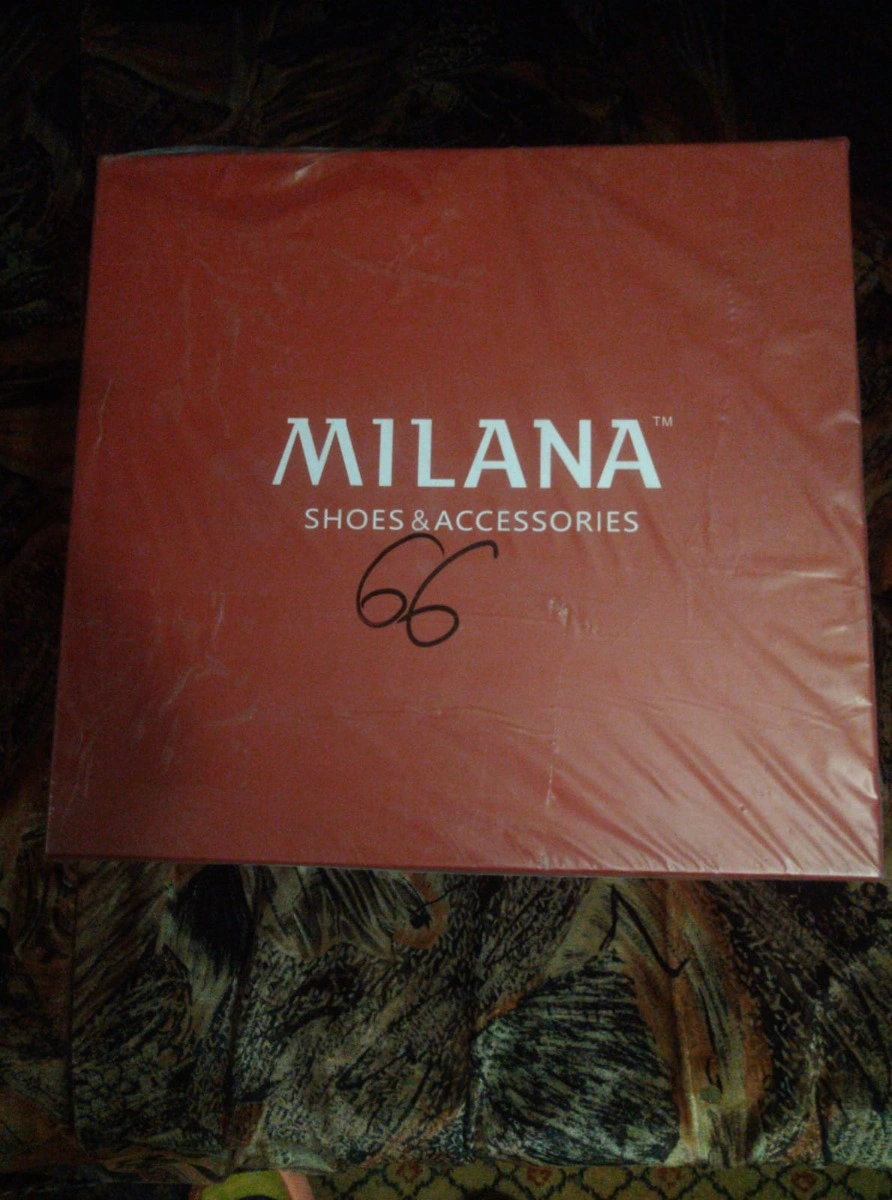 MILANA™
SHOES & ACCESSORIES
66